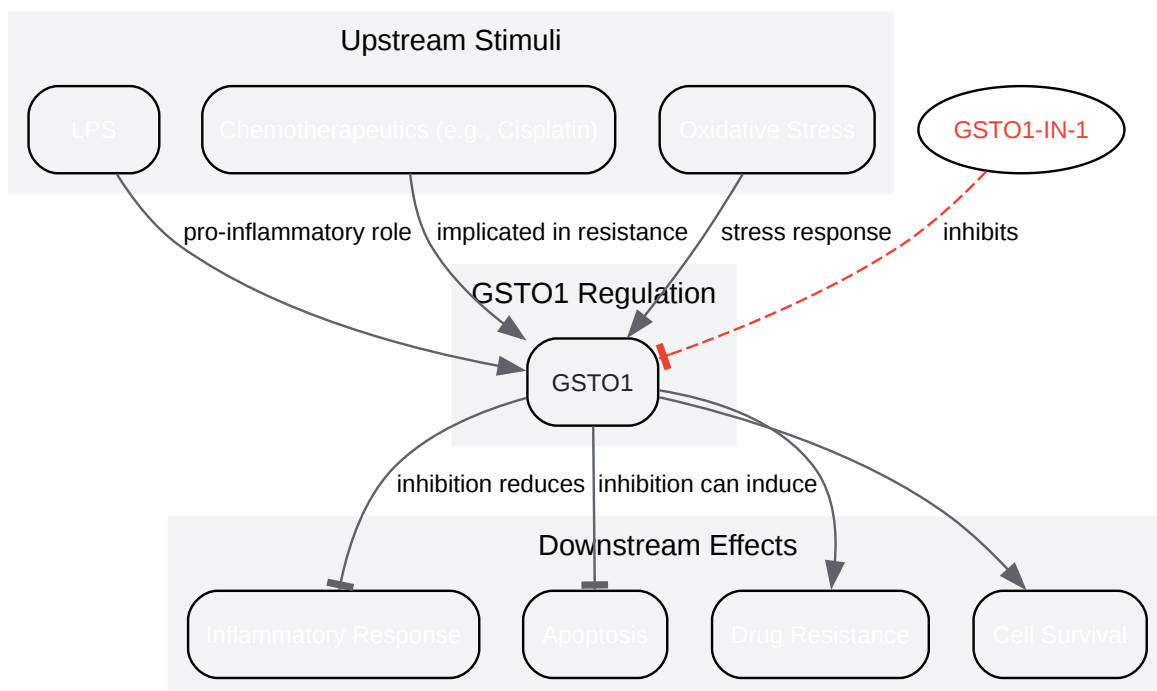 Upstream Stimuli
LPS
Chemotherapeutics (e.g., Cisplatin)
Oxidative Stress
GSTO1-IN-1
pro-inflammatory role
implicated in resistance
stress response
inhibits
GSTO1 Regulation
GSTO1
inhibition reduces
inhibition can induce
Downstream Effects
Inflammatory Response
Apoptosis
Drug Resistance
Cell Survival